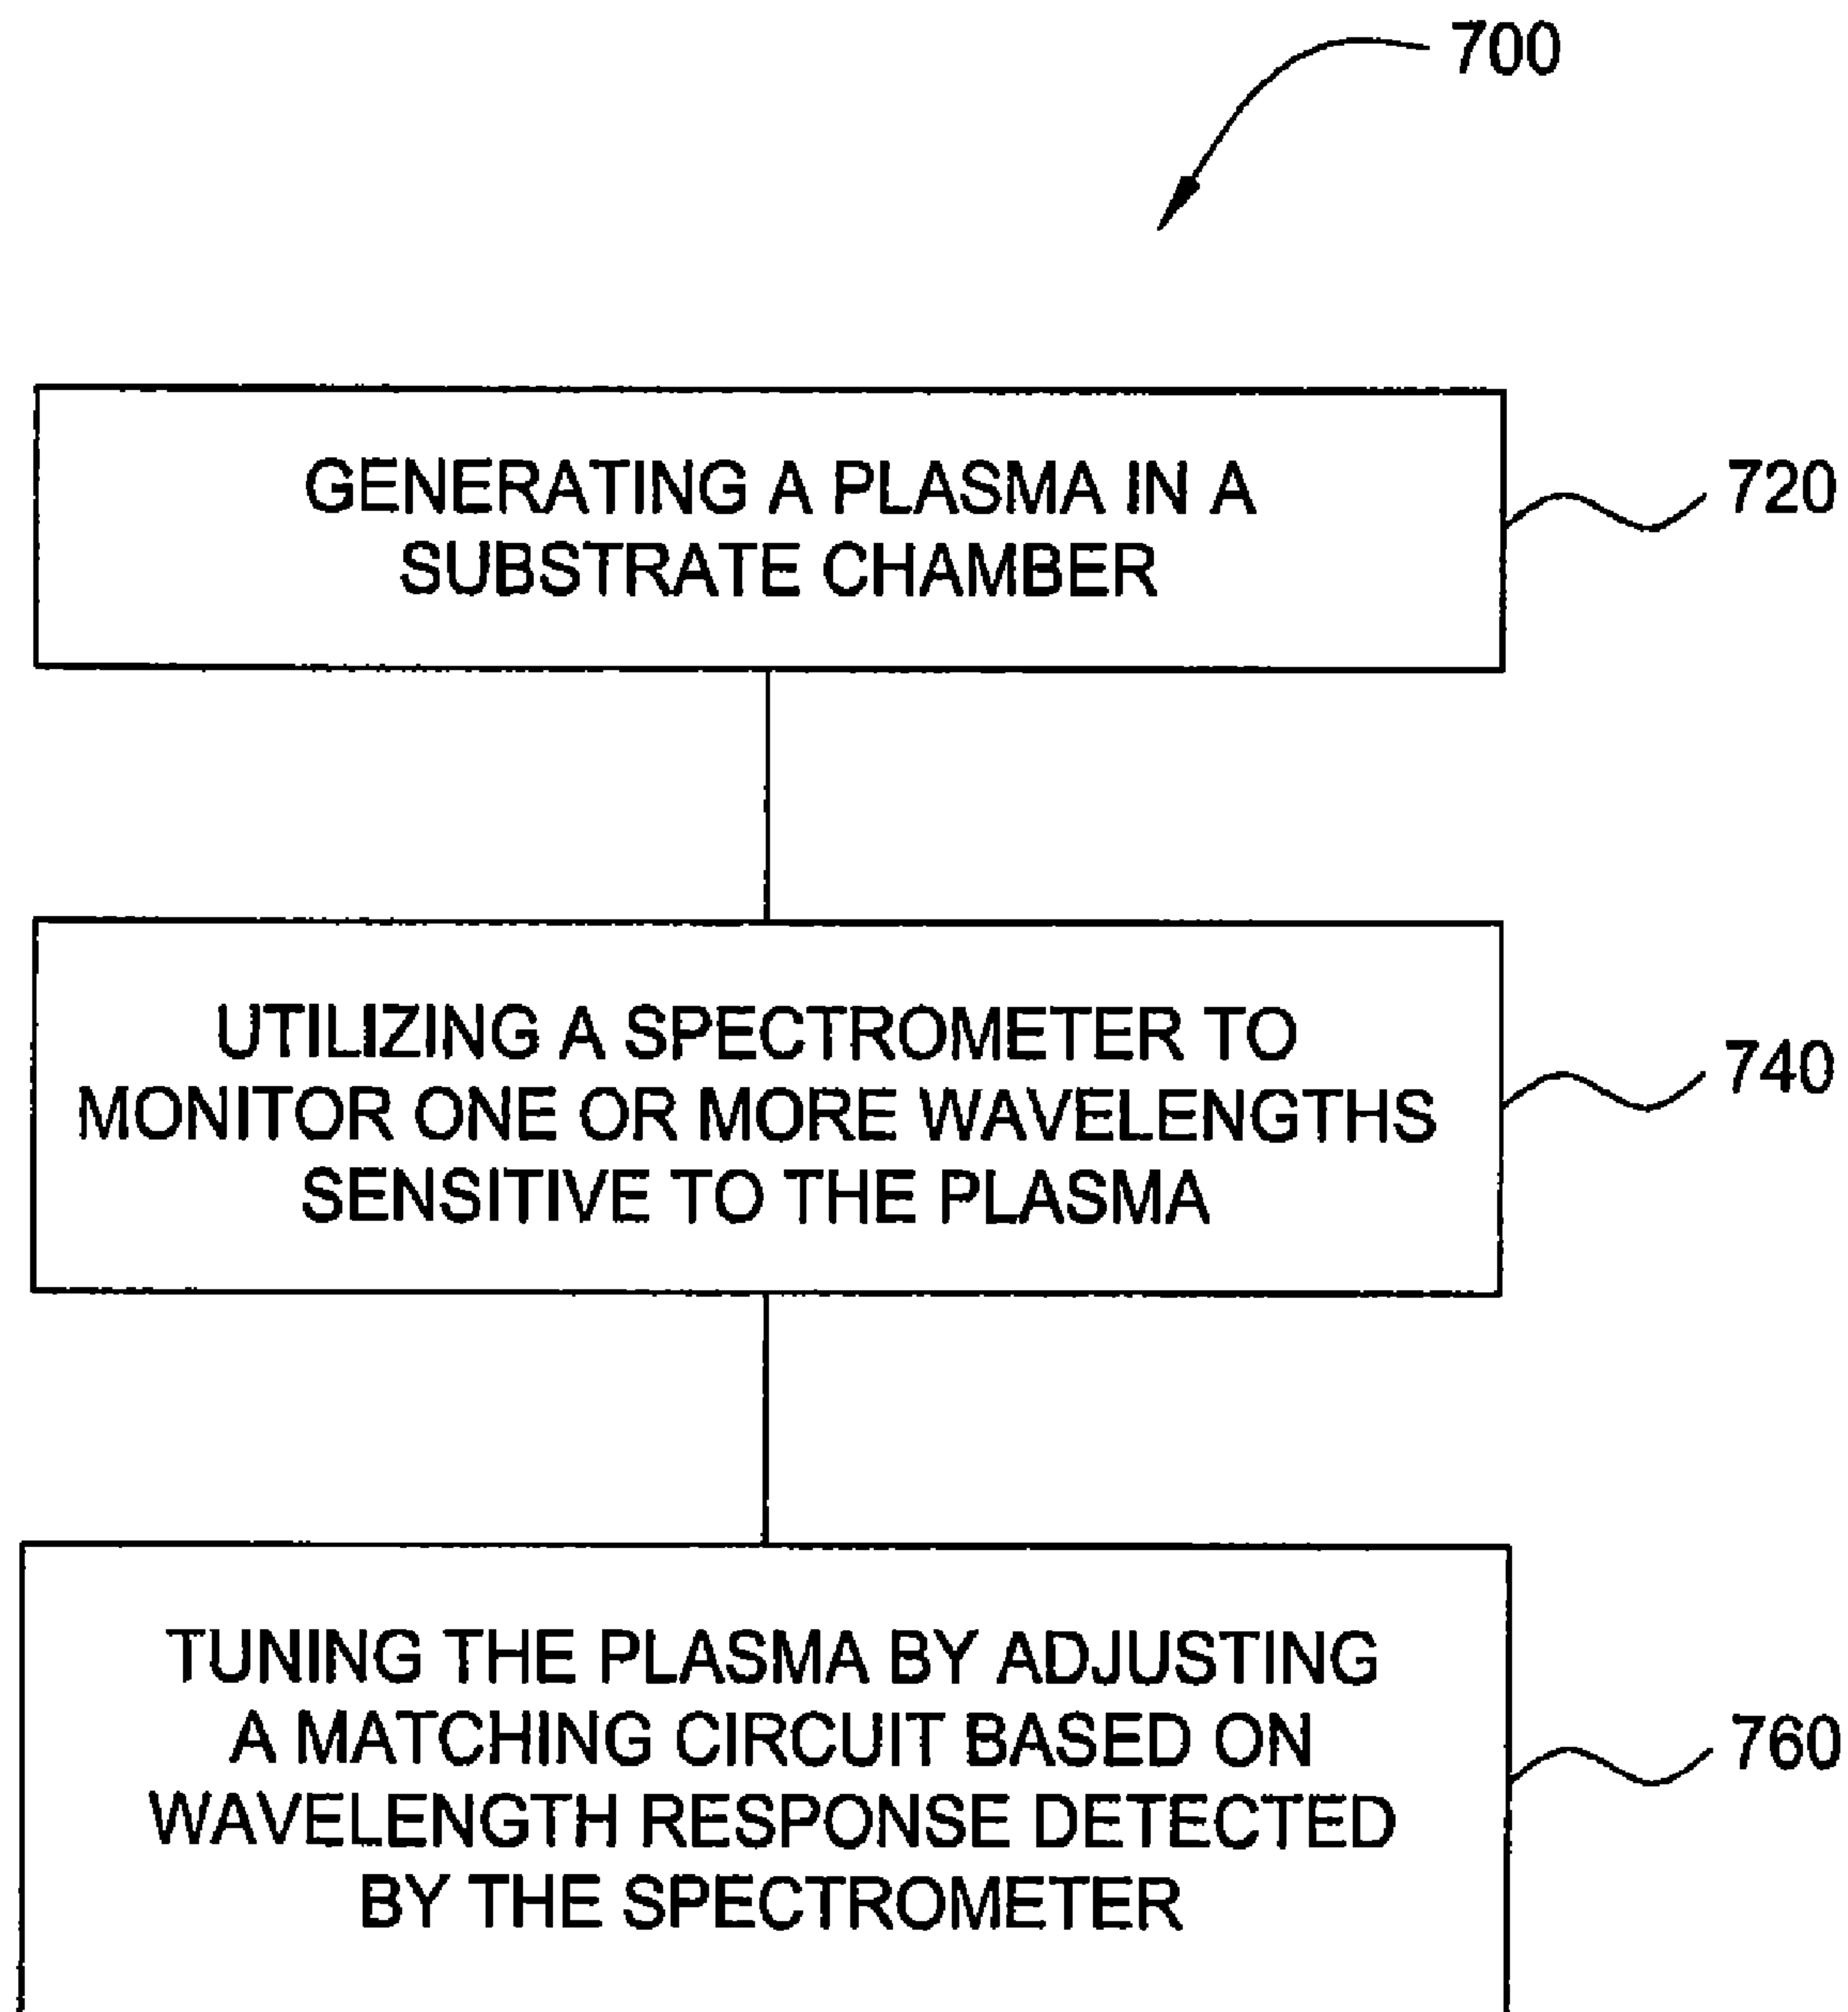 700
GENERATING A PLASMA IN A
SUBSTRATE CHAMBER
720
UTILIZING A SPECTROMETER TO
MONITOR ONE OR MORE WAVELENGTHS
SENSITIVE TO THE PLASMA
740
TUNING THE PLASMA BY ADJUSTING
A MATCHING CIRCUIT BASED ON
WAVELENGTH RESPONSE DETECTED
BY THE SPECTROMETER
760